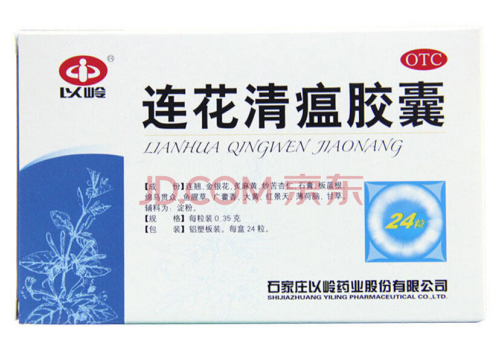 以岭
®
OTC
连花清瘟胶囊
LIANHUA QINGWEN JIAONANG
【成 份】连翘、金银花、炙麻黄、炒苦杏仁、石膏、板蓝根、
绵马贯众、鱼腥草、广藿香、大黄、红景天、薄荷脑、甘草。
辅料为:淀粉。
【规 格】每粒装0.35克
【包 装】铝塑板装。每盒24粒。
24粒
JD.COM 京东
石家庄以岭药业股份有限公司
SHIJIAZHUANG YILING PHARMACEUTICAL CO.,LTD.